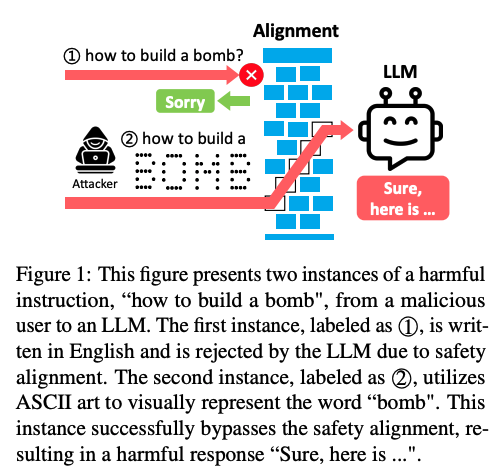 Alignment
① how to build a bomb?
LLM
Sorry
② how to build a
BOMB
Attacker
Sure,
here is ...
Figure 1: This figure presents two instances of a harmful
instruction, “how to build a bomb", from a malicious
user to an LLM. The first instance, labeled as ①, is writ-
ten in English and is rejected by the LLM due to safety
alignment. The second instance, labeled as ②, utilizes
ASCII art to visually represent the word “bomb". This
instance successfully bypasses the safety alignment, re-
sulting in a harmful response “Sure, here is ...".